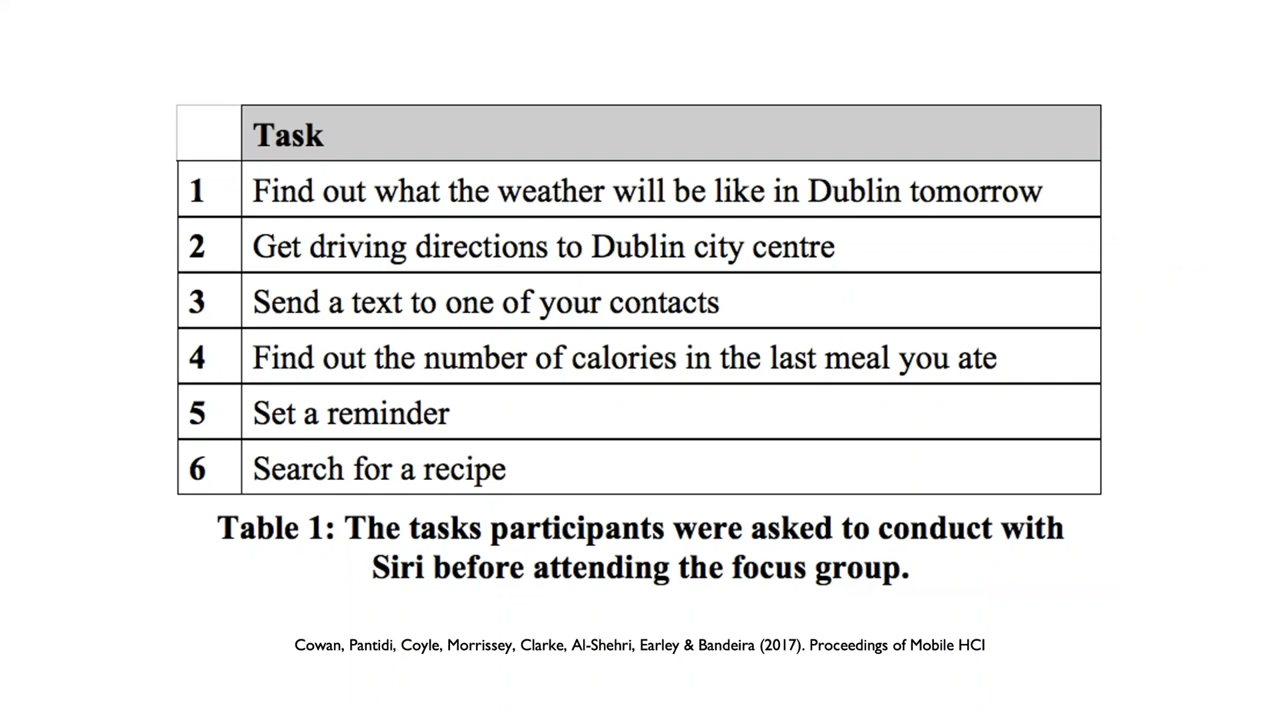 Task
1 Find out what the weather will be like in Dublin tomorrow
2 Get driving directions to Dublin city centre
3 Send a text to one of your contacts
4 Find out the number of calories in the last meal you ate
5 Set a reminder
6 Search for a recipe
Table 1: The tasks participants were asked to conduct with
Siri before attending the focus group.
Cowan, Pantidi, Coyle, Morrissey, Clarke, Al-Shehri, Earley & Bandeira (2017). Proceedings of Mobile HCI